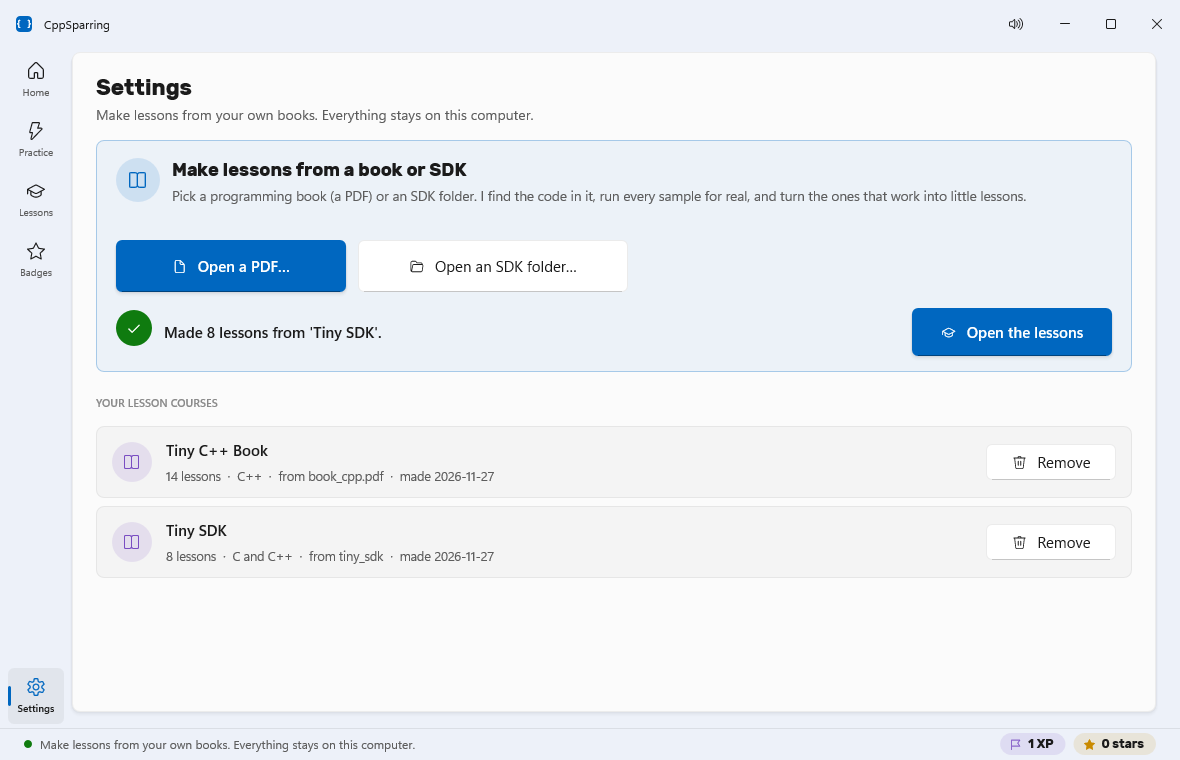 CppSparring
Home
Practice
Lessons
Badges
Settings
Settings
Make lessons from your own books. Everything stays on this computer.
Make lessons from a book or SDK
Pick a programming book (a PDF) or an SDK folder. I find the code in it, run every sample for real, and turn the ones that work into little lessons.
Open a PDF...
Open an SDK folder...
Made 8 lessons from 'Tiny SDK'.
Open the lessons
YOUR LESSON COURSES
Tiny C++ Book
14 lessons · C++ · from book_cpp.pdf · made 2026-11-27
Remove
Tiny SDK
8 lessons · C and C++ · from tiny_sdk · made 2026-11-27
Remove
Make lessons from your own books. Everything stays on this computer.
1 XP
0 stars